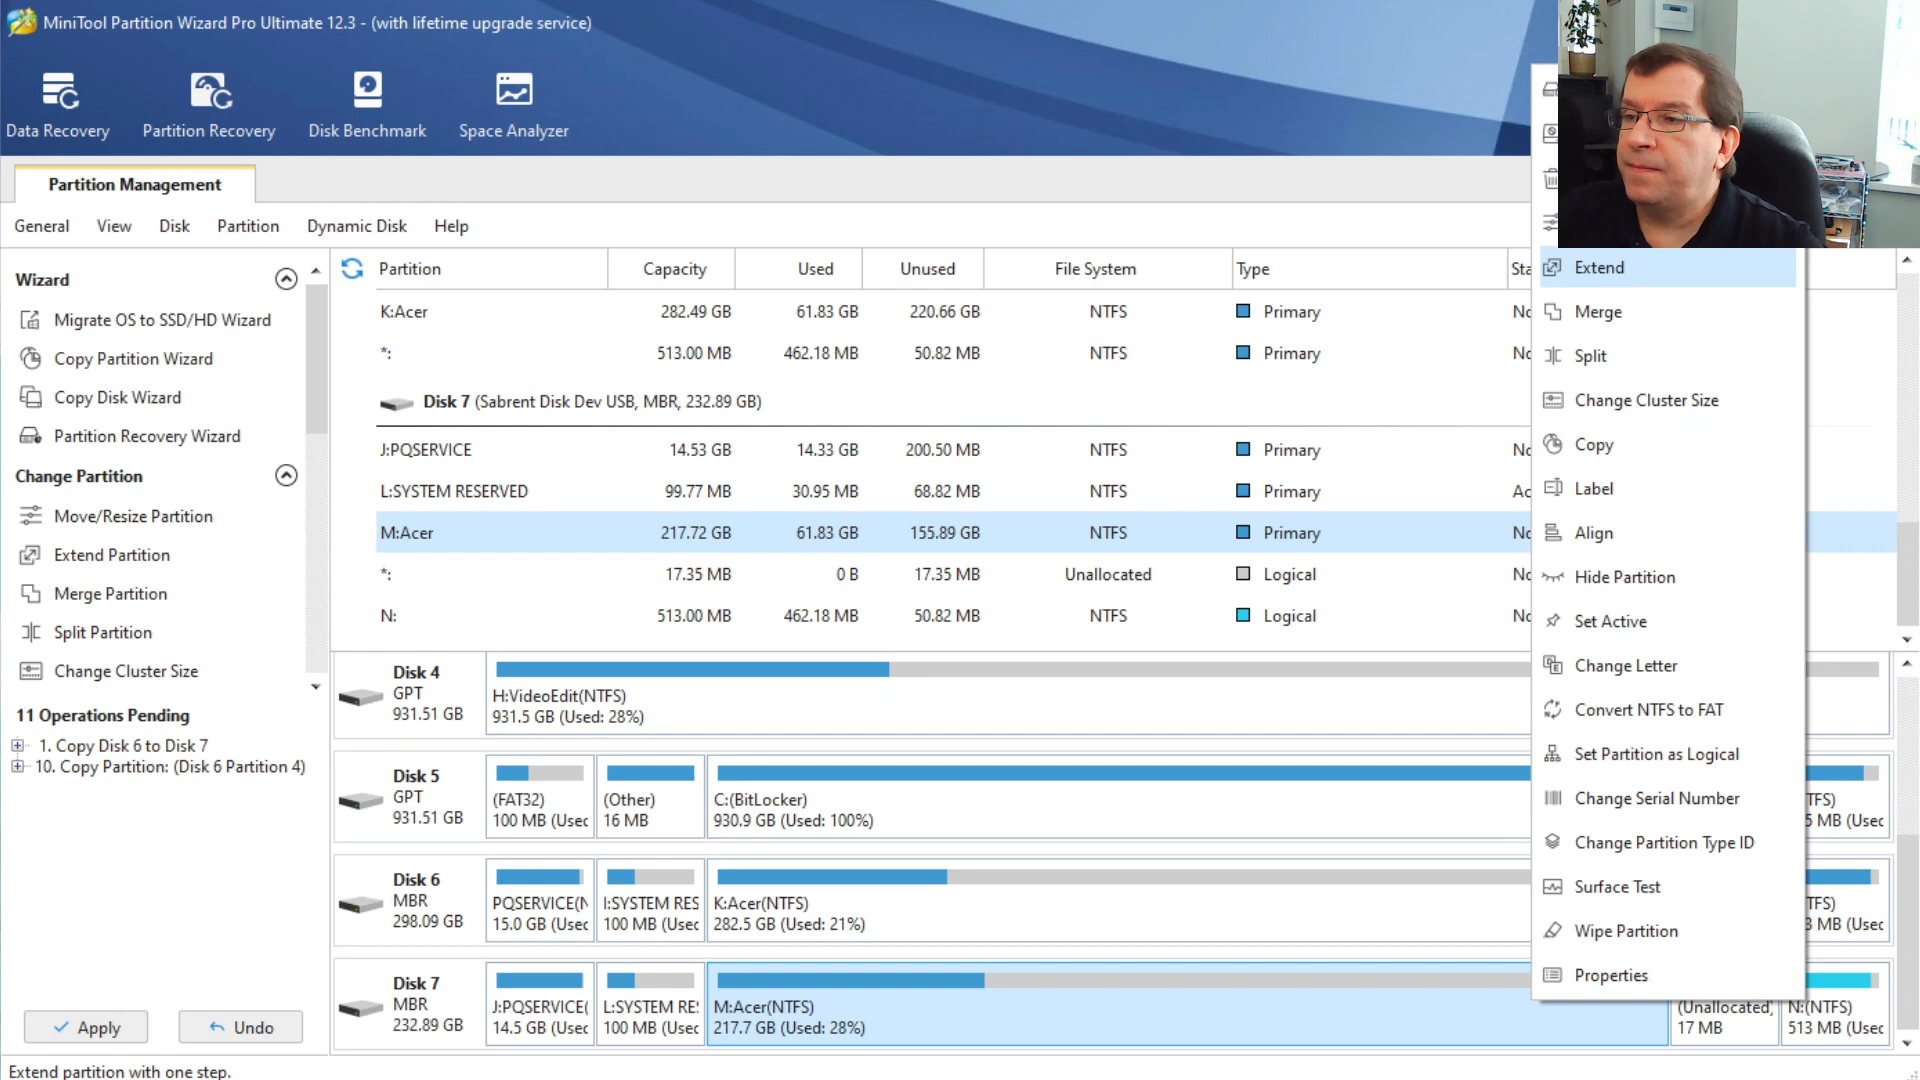 MiniTool Partition Wizard Pro Ultimate 12.3 - (with lifetime upgrade service)
Data Recovery Partition Recovery Disk Benchmark Space Analyzer
Partition Management
General View Disk Partition Dynamic Disk Help
Wizard
Migrate OS to SSD/HD Wizard
Copy Partition Wizard
Copy Disk Wizard
Partition Recovery Wizard
Change Partition
Move/Resize Partition
Extend Partition
Merge Partition
Split Partition
Change Cluster Size
11 Operations Pending
1. Copy Disk 6 to Disk 7
10. Copy Partition: (Disk 6 Partition 4)
Apply Undo
Extend partition with one step.
Partition Capacity Used Unused File System Type Sta
K:Acer 282.49 GB 61.83 GB 220.66 GB NTFS Primary Nc
*: 513.00 MB 462.18 MB 50.82 MB NTFS Primary Nc
Disk 7 (Sabrent Disk Dev USB, MBR, 232.89 GB)
J:PQSERVICE 14.53 GB 14.33 GB 200.50 MB NTFS Primary Nc
L:SYSTEM RESERVED 99.77 MB 30.95 MB 68.82 MB NTFS Primary Ac
M:Acer 217.72 GB 61.83 GB 155.89 GB NTFS Primary Nc
*: 17.35 MB 0 B 17.35 MB Unallocated Logical Nc
N: 513.00 MB 462.18 MB 50.82 MB NTFS Logical Nc
Disk 4
GPT
931.51 GB
H:VideoEdit(NTFS)
931.5 GB (Used: 28%)
Disk 5
GPT
931.51 GB
(FAT32)
100 MB (Usec
(Other)
16 MB
C:(BitLocker)
930.9 GB (Used: 100%)
TFS)
5 MB (Usec
Disk 6
MBR
298.09 GB
PQSERVICE(N
15.0 GB (Usec
I:SYSTEM RES
100 MB (Usec
K:Acer(NTFS)
282.5 GB (Used: 21%)
TFS)
3 MB (Usec
Disk 7
MBR
232.89 GB
J:PQSERVICE(
14.5 GB (Usec
L:SYSTEM RE:
100 MB (Usec
M:Acer(NTFS)
217.7 GB (Used: 28%)
(Unallocated)
17 MB
N:(NTFS)
513 MB (Usec
Extend
Merge
Split
Change Cluster Size
Copy
Label
Align
Hide Partition
Set Active
Change Letter
Convert NTFS to FAT
Set Partition as Logical
Change Serial Number
Change Partition Type ID
Surface Test
Wipe Partition
Properties